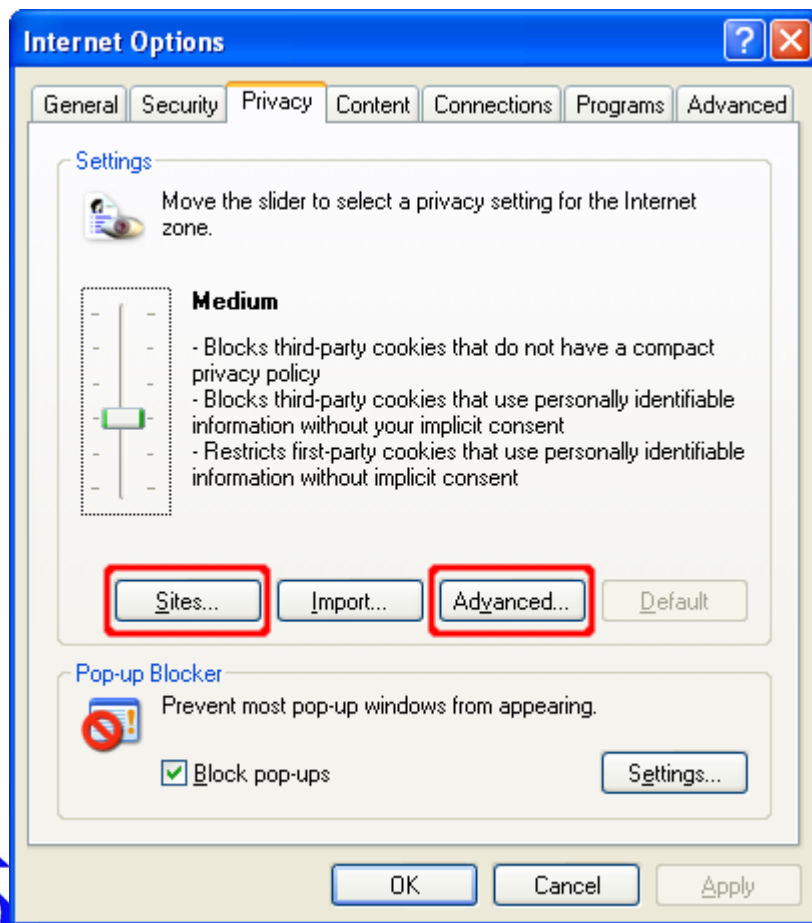 Internet Options
General Security Privacy Content Connections Programs Advanced
Settings
Move the slider to select a privacy setting for the Internet
zone.
Medium
- Blocks third-party cookies that do not have a compact
privacy policy
- Blocks third-party cookies that use personally identifiable
information without your implicit consent
- Restricts first-party cookies that use personally identifiable
information without implicit consent
Sites... Import... Advanced... Default
Pop-up Blocker
Prevent most pop-up windows from appearing.
Block pop-ups Settings...
OK Cancel Apply